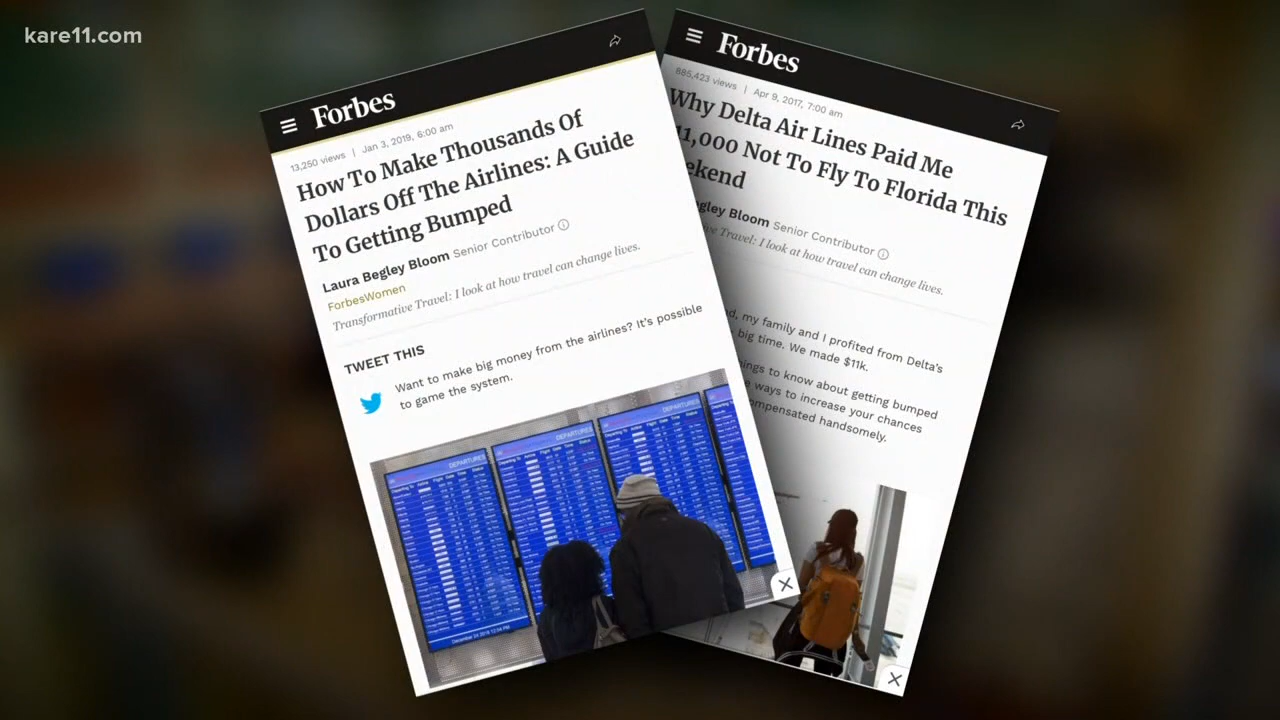 kare11.com
Forbes
13,250 views | Jan 3, 2019, 6:00 am
How To Make Thousands Of
Dollars Off The Airlines: A Guide
To Getting Bumped
Laura Begley Bloom Senior Contributor
ForbesWomen
Transformative Travel: I look at how travel can change lives.
TWEET THIS
Want to make big money from the airlines? It's possible
to game the system.
DEPARTURES
DEPARTURES
DEPARTURES
Forbes
885,423 views | Apr 9, 2017, 7:00 am
Why Delta Air Lines Paid Me
11,000 Not To Fly To Florida This
ekend
gley Bloom Senior Contributor
ve Travel: I look at how travel can change lives.
d, my family and I profited from Delta's
big time. We made $11k.
ings to know about getting bumped
e ways to increase your chances
ompensated handsomely.